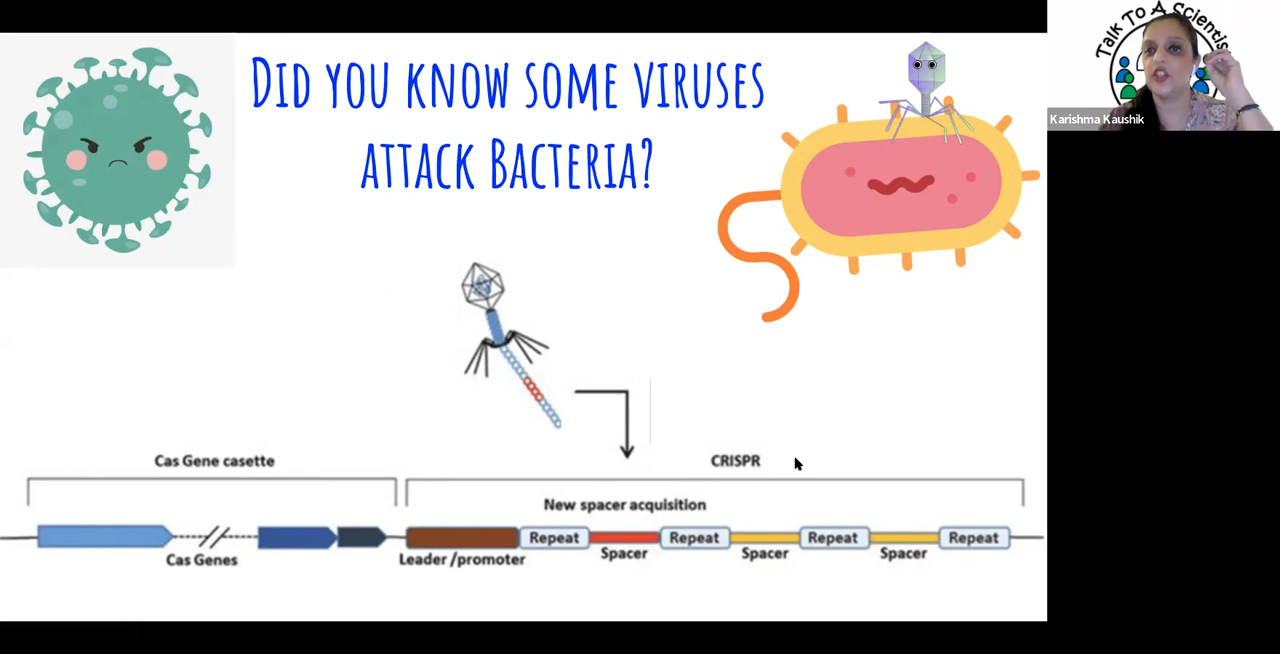 Did you know some viruses
attack Bacteria?
Talk To A Scientist
Karishma Kaushik
Cas Gene casette
CRISPR
New spacer acquisition
Repeat Repeat Repeat Repeat
Spacer Spacer Spacer
Cas Genes Leader /promoter